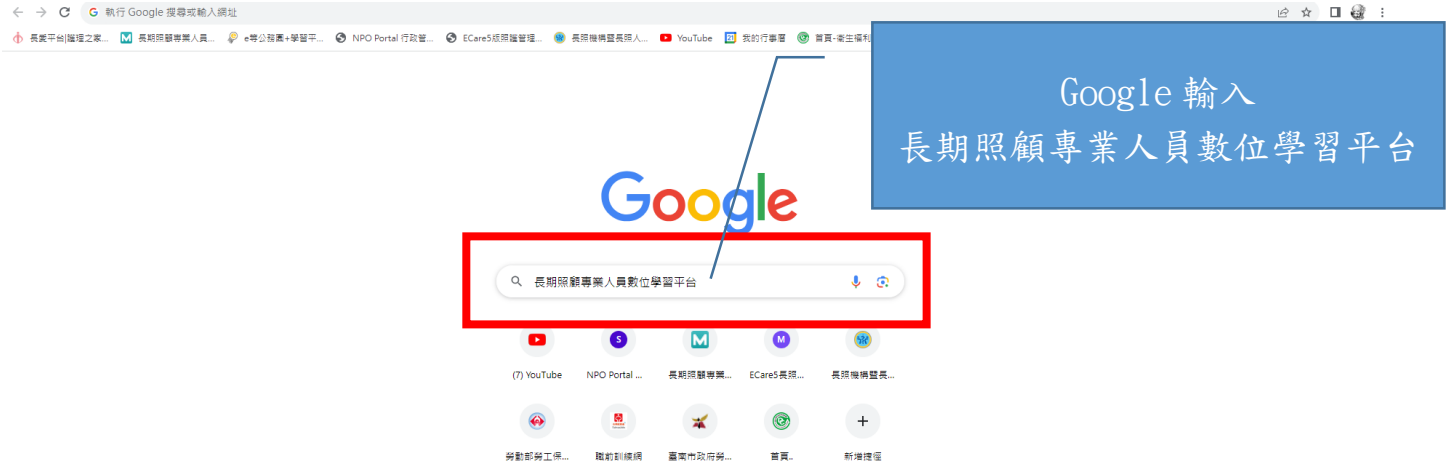 執行 Google 搜尋或輸入網址
長愛平台|護理之家...
長期照顧專業人員...
e等公務園+學習平...
NPO Portal 行政管...
ECare5版照護管理...
長照機構暨長照人...
YouTube
我的行事曆
首頁-衛生福利
Google 輸入
長期照顧專業人員數位學習平台
Google
長期照顧專業人員數位學習平台
(7) YouTube
NPO Portal ...
長期照顧專業...
ECare5長照...
長照機構暨長...
勞動部勞工保...
職前訓練網
臺南市政府勞...
首頁..
新增捷徑